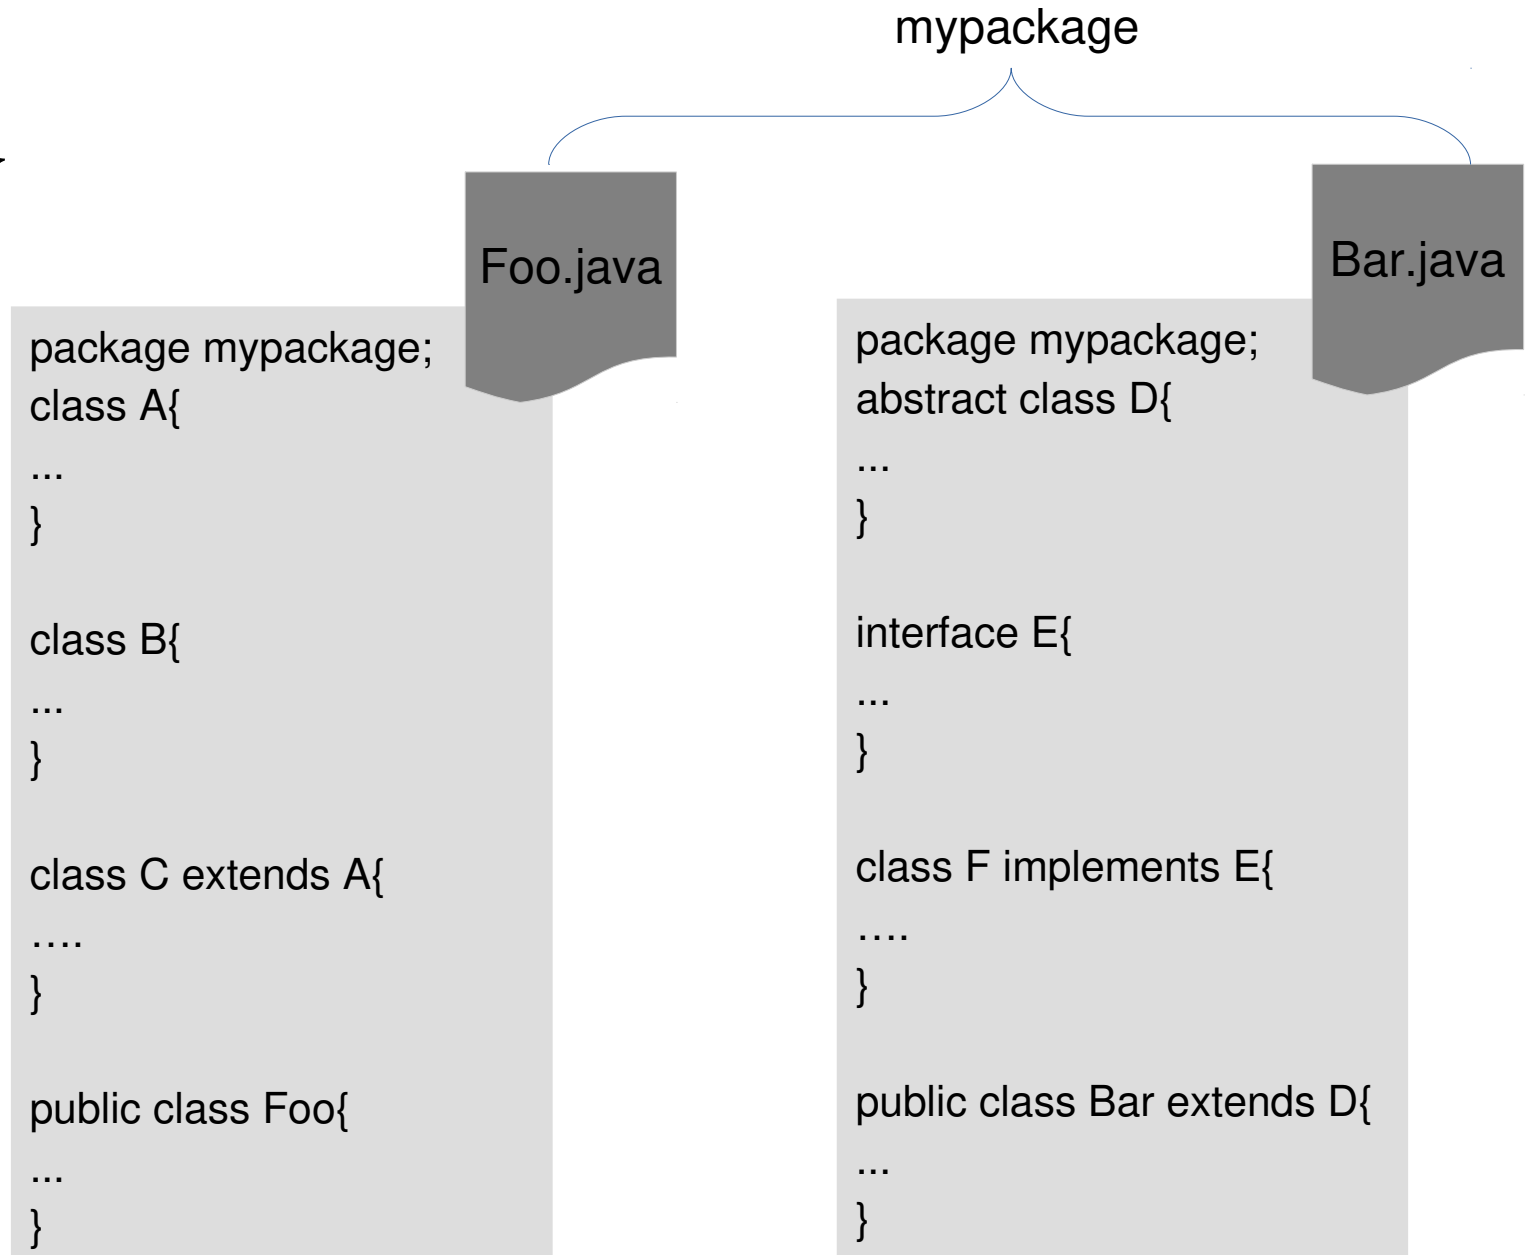 mypackage
Foo.java
package mypackage;
class A{
...
}
class B{
...
}
class C extends A{
….
}
public class Foo{
...
}
Bar.java
package mypackage;
abstract class D{
...
}
interface E{
...
}
class F implements E{
….
}
public class Bar extends D{
...
}